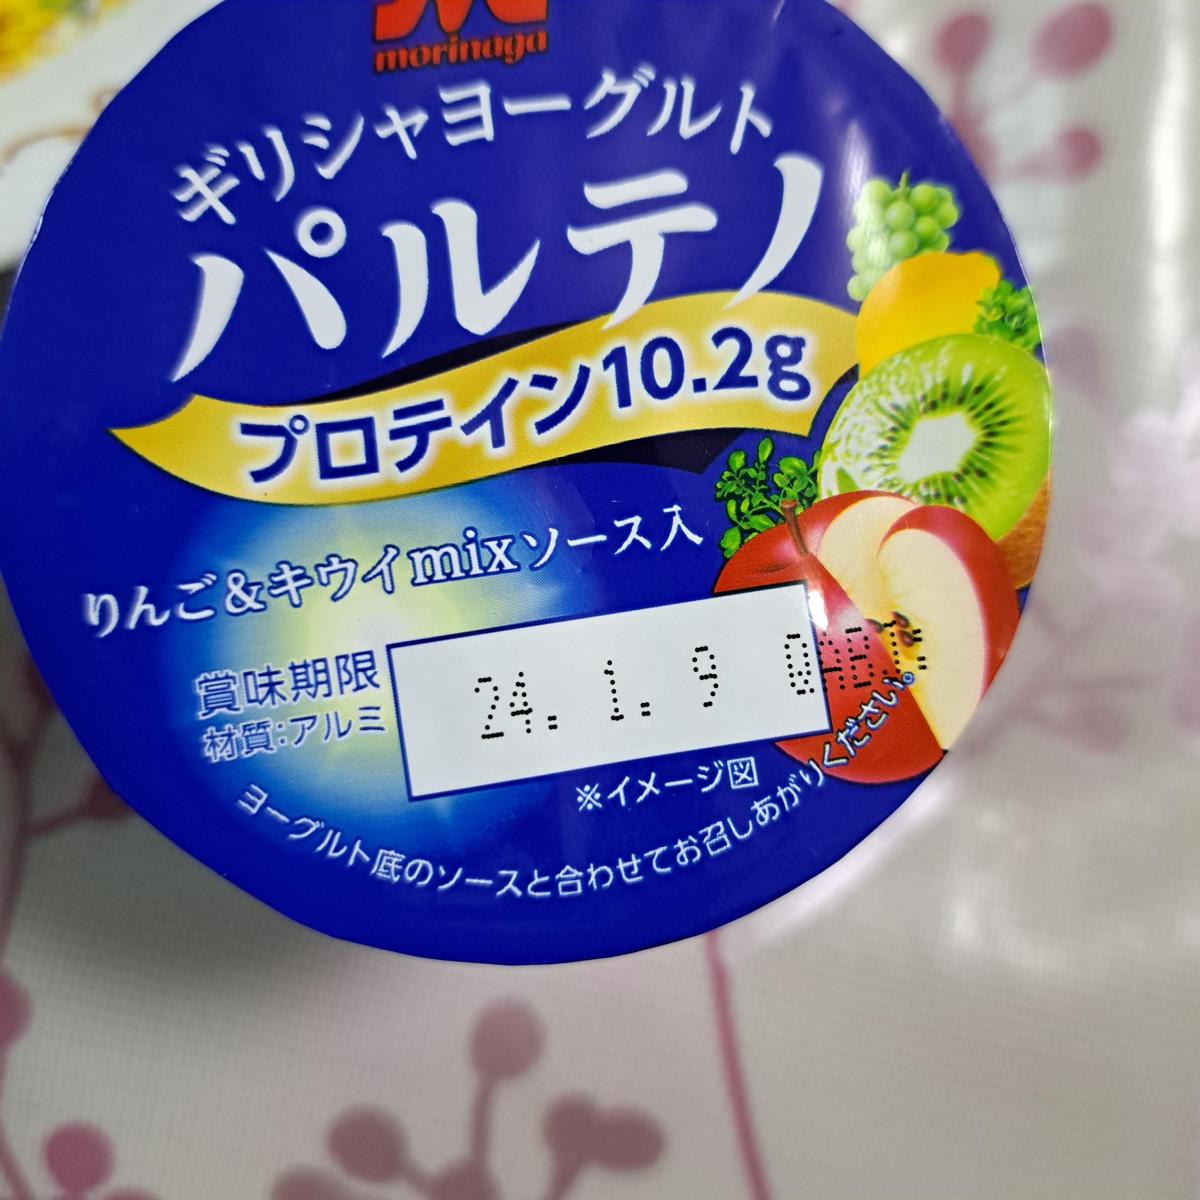 morinaga
ギリシャヨーグルト
パルテノ
プロテイン10.2g
りんご&キウイmixソース入
賞味期限
24. 1. 9
材質:アルミ
※イメージ図
ヨーグルト底のソースと合わせてお召しあがりください。